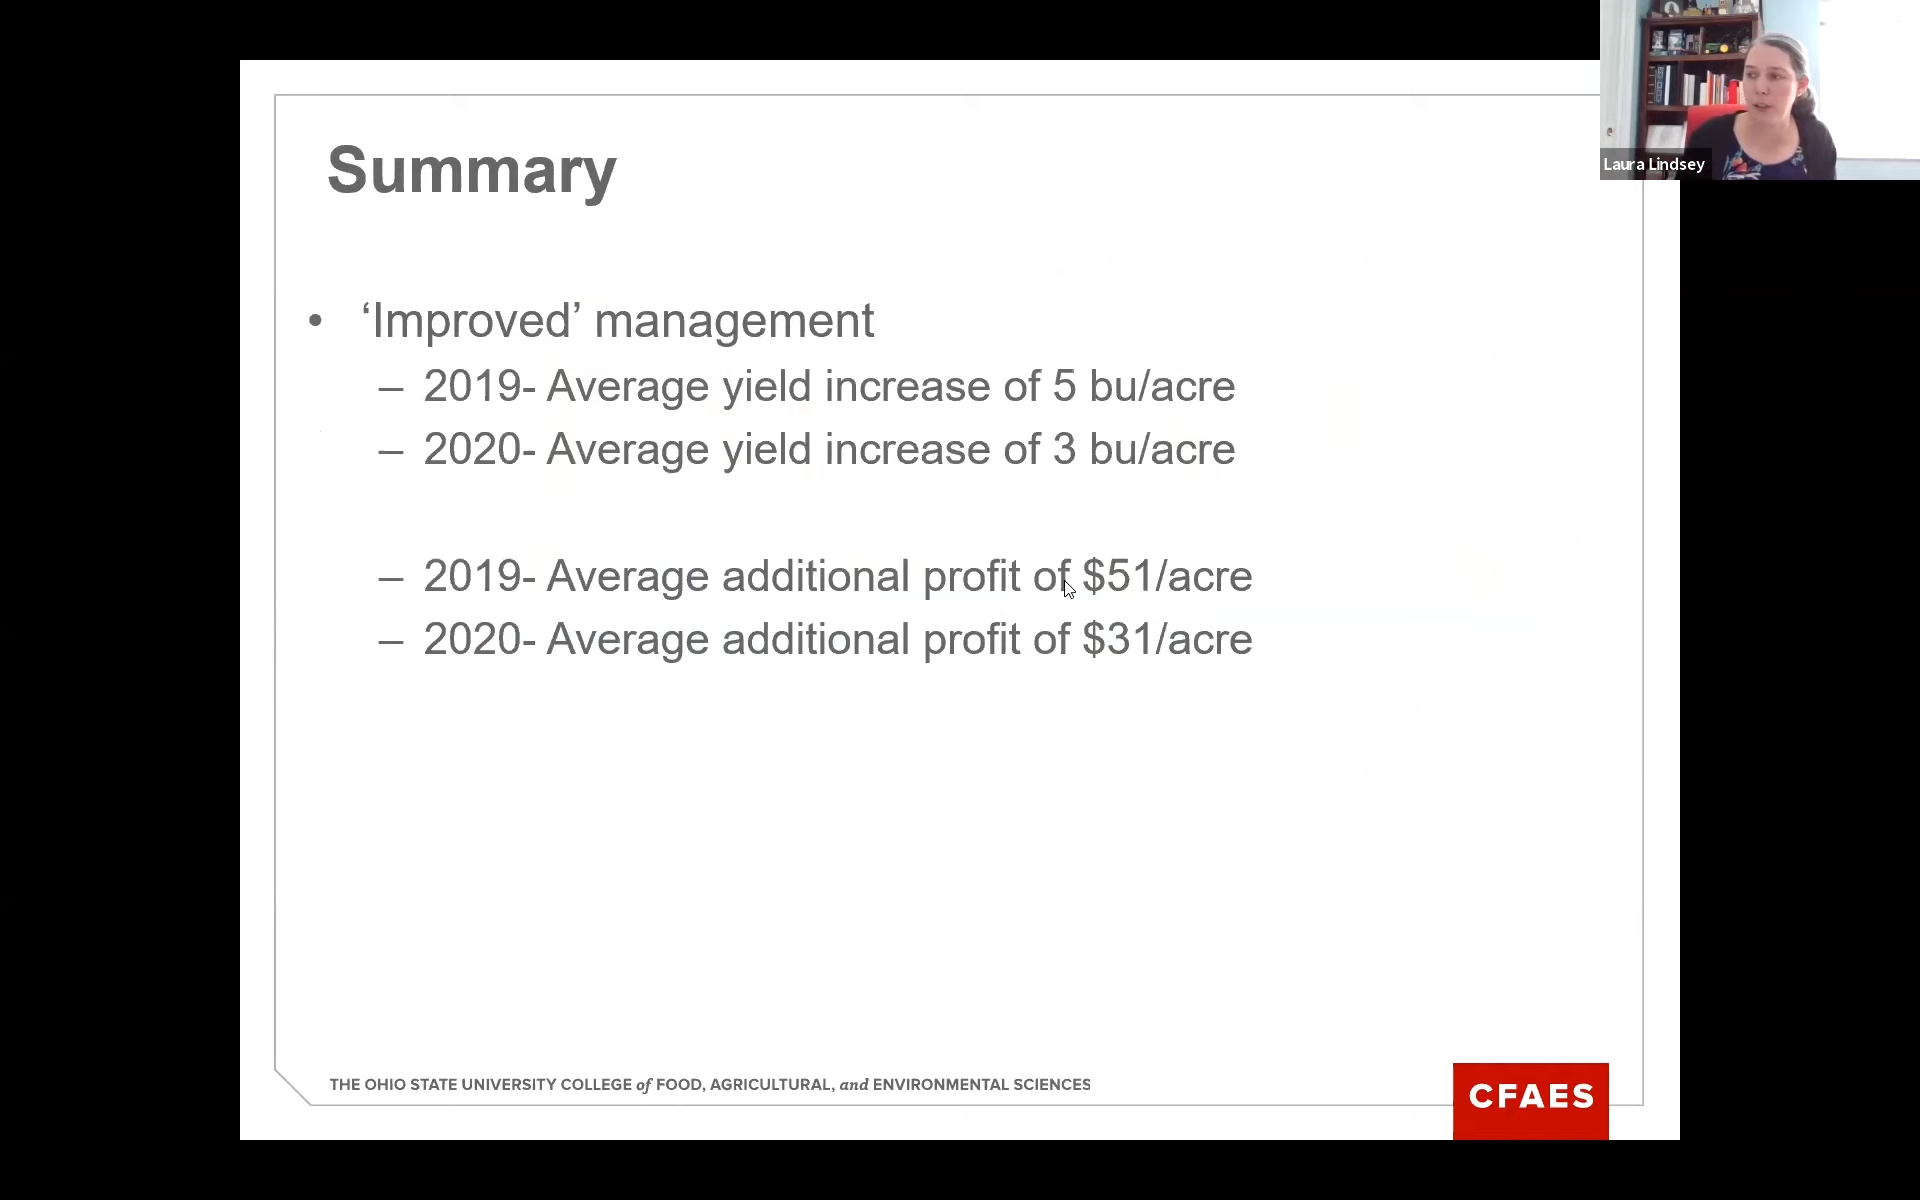 Laura Lindsey
Summary
• ‘Improved’ management
– 2019- Average yield increase of 5 bu/acre
– 2020- Average yield increase of 3 bu/acre
– 2019- Average additional profit of $51/acre
– 2020- Average additional profit of $31/acre
THE OHIO STATE UNIVERSITY COLLEGE of FOOD, AGRICULTURAL, and ENVIRONMENTAL SCIENCES
CFAES